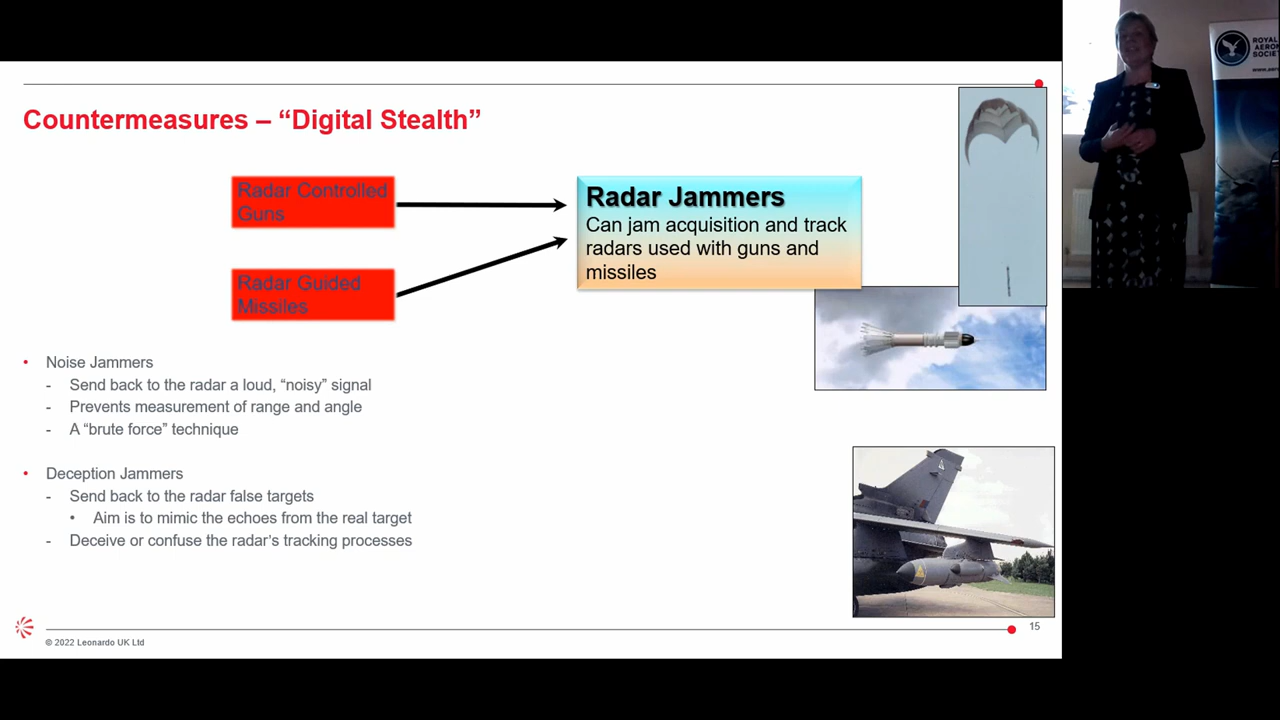 Countermeasures – “Digital Stealth”
Radar Controlled
Guns
Radar Guided
Missiles
Radar Jammers
Can jam acquisition and track
radars used with guns and
missiles
• Noise Jammers
- Send back to the radar a loud, “noisy” signal
- Prevents measurement of range and angle
- A “brute force” technique
• Deception Jammers
- Send back to the radar false targets
• Aim is to mimic the echoes from the real target
- Deceive or confuse the radar’s tracking processes
© 2022 Leonardo UK Ltd
15
ROYAL
AERO
SOCIE